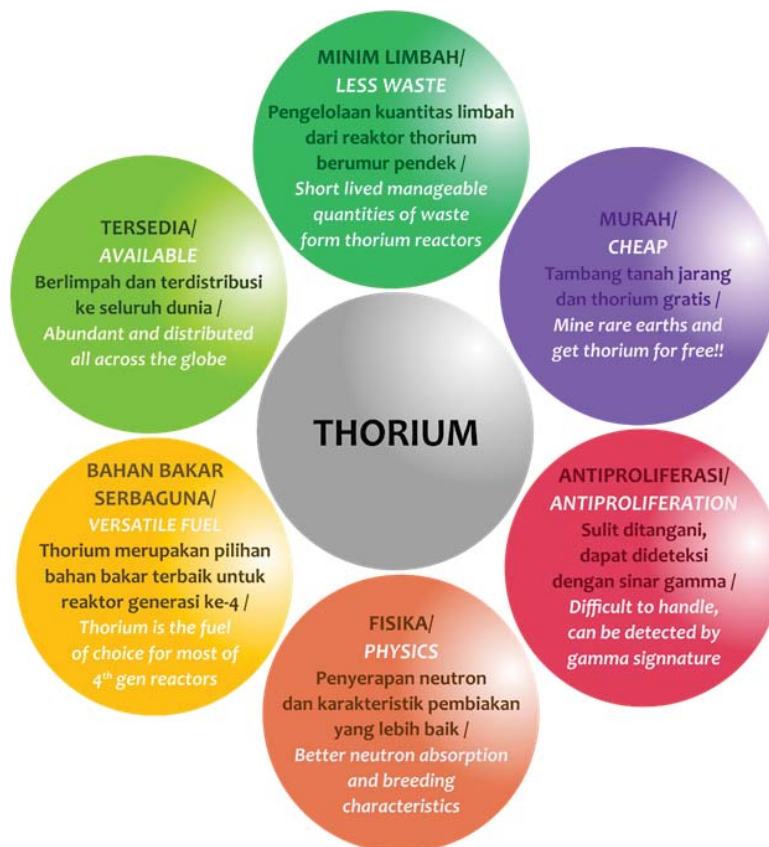 MINIM LIMBAH/
LESS WASTE
Pengelolaan kuantitas limbah
dari reaktor thorium
berumur pendek /
Short lived manageable
quantities of waste
form thorium reactors
MURAH/
CHEAP
Tambang tanah jarang
dan thorium gratis /
Mine rare earths and
get thorium for free!!
ANTIPROLIFERASI/
ANTIPROLIFERATION
Sulit ditangani,
dapat dideteksi
dengan sinar gamma /
Difficult to handle,
can be detected by
gamma signnature
FISIKA/
PHYSICS
Penyerapan neutron
dan karakteristik pembiakan
yang lebih baik /
Better neutron absorption
and breeding
characteristics
BAHAN BAKAR
SERBAGUNA/
VERSATILE FUEL
Thorium merupakan pilihan
bahan bakar terbaik untuk
reaktor generasi ke-4 /
Thorium is the fuel
of choice for most of
4th gen reactors
TERSEDIA/
AVAILABLE
Berlimpah dan terdistribusi
ke seluruh dunia /
Abundant and distributed
all across the globe
THORIUM